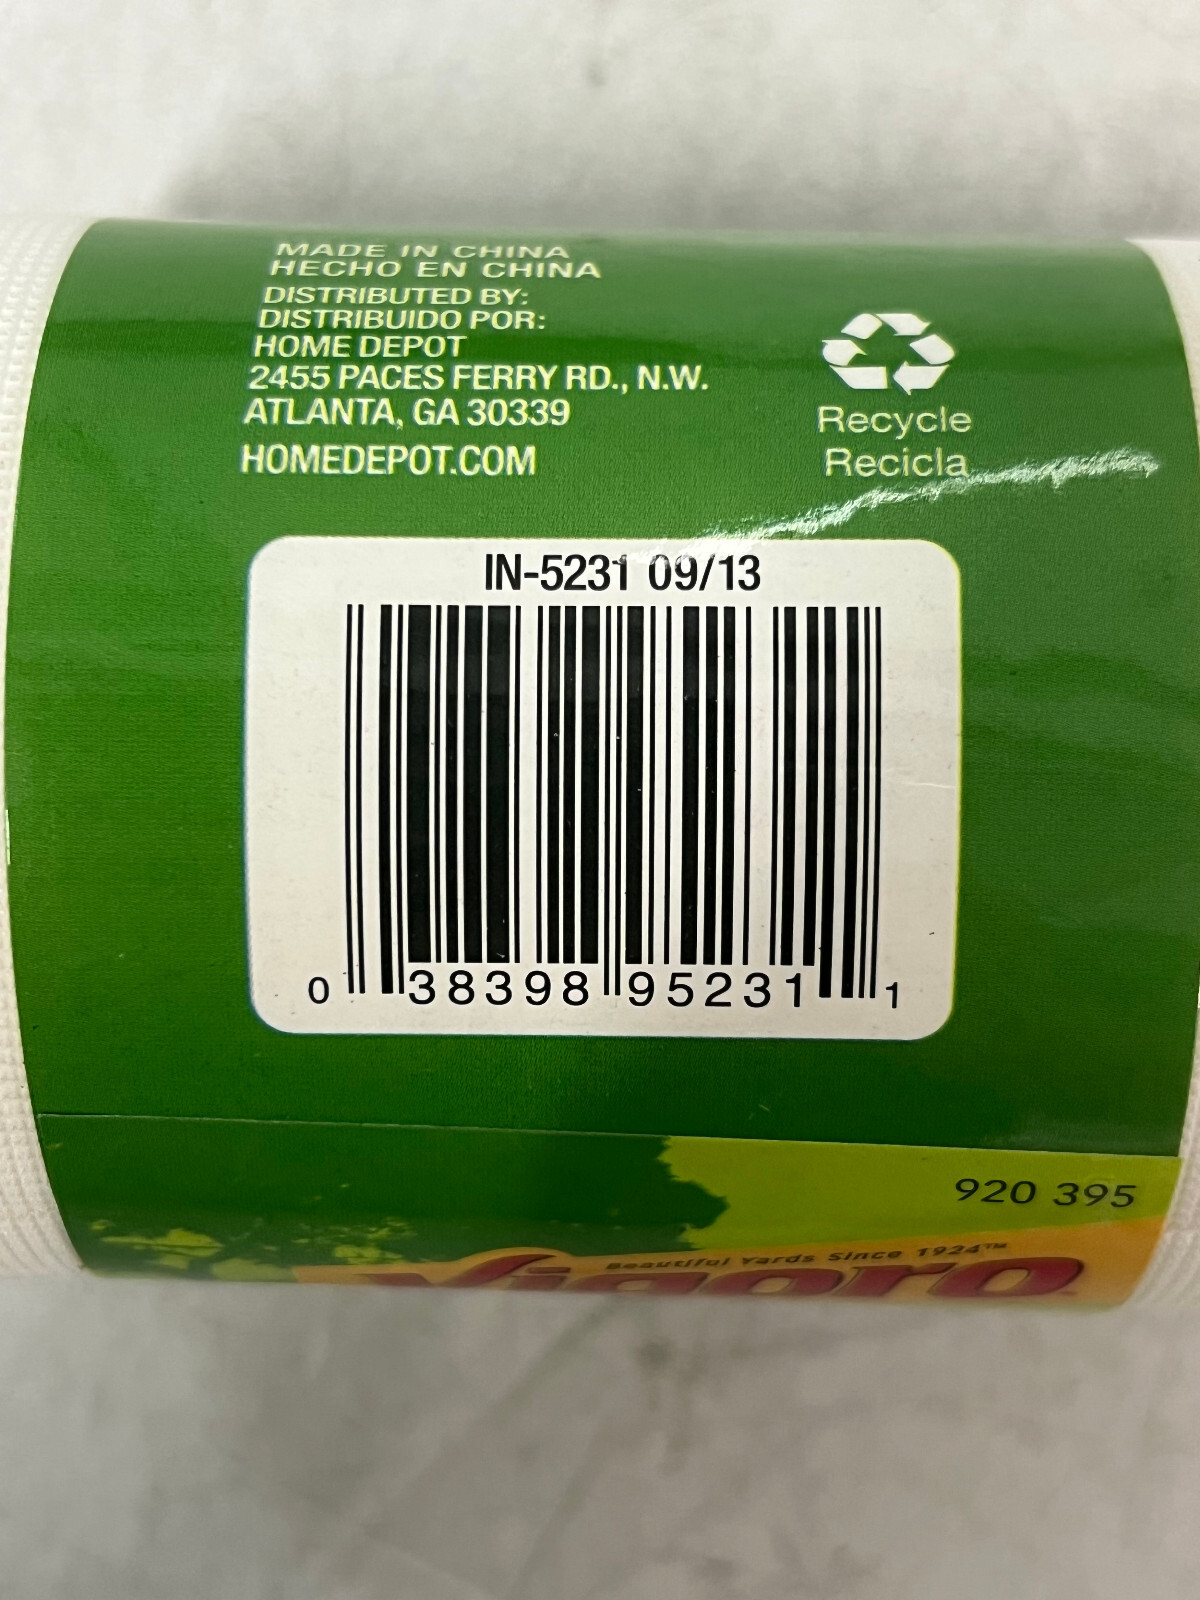 MADE IN CHINA
HECHO EN CHINA
DISTRIBUTED BY:
DISTRIBUIDO POR:
HOME DEPOT
2455 PACES FERRY RD., N.W.
ATLANTA, GA 30339
HOMEDEPOT.COM
Recycle
Recicla
IN-5231 09/13
0 38398 95231 1
920 395
Beautiful Yards Since 1924™
Vigoro